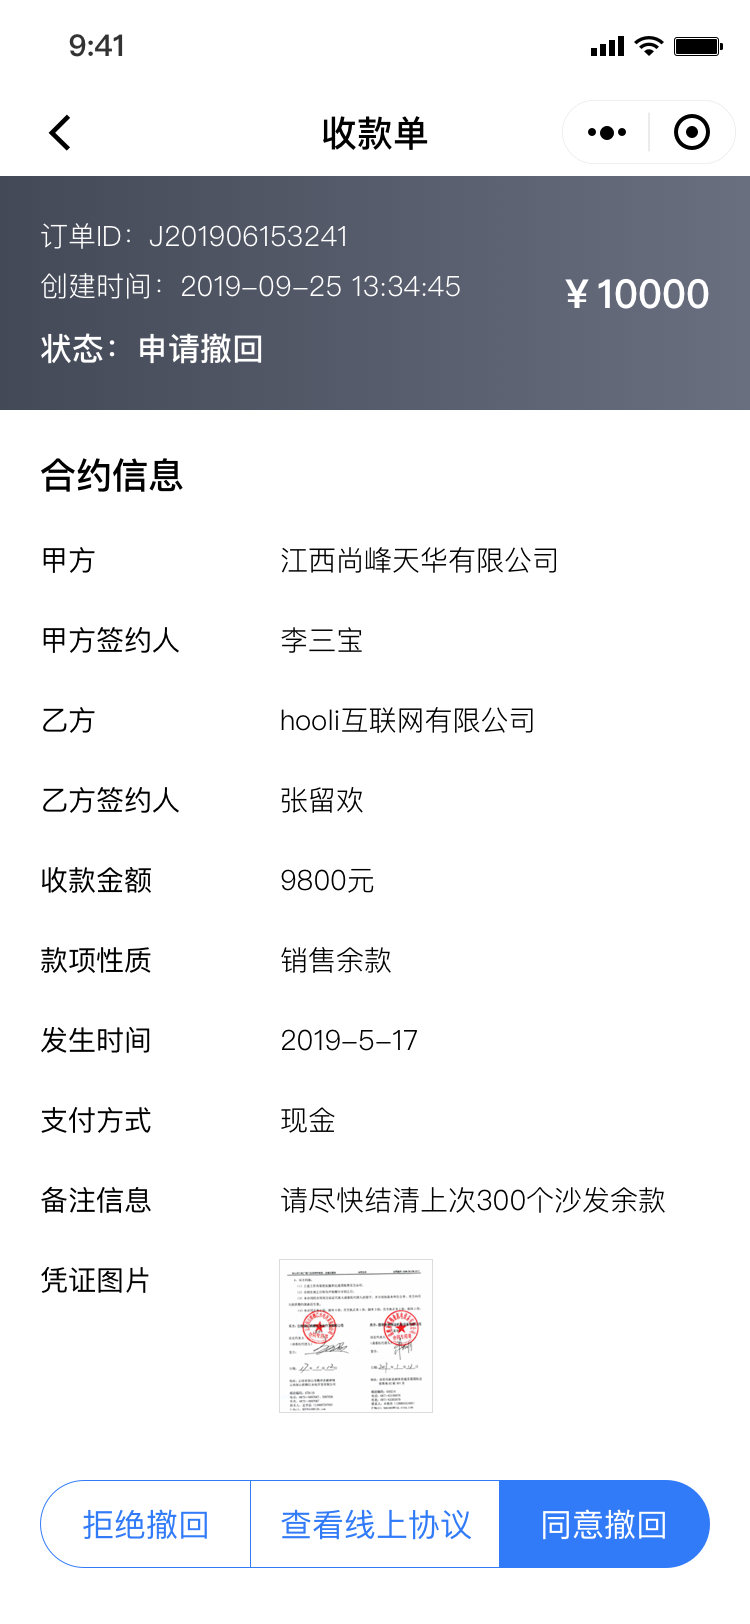 9:41
收款单
订单ID：J201906153241
创建时间：2019-09-25 13:34:45
¥10000
状态：申请撤回
合约信息
甲方 江西尚峰天华有限公司
甲方签约人 李三宝
乙方 hooli互联网有限公司
乙方签约人 张留欢
收款金额 9800元
款项性质 销售余款
发生时间 2019-5-17
支付方式 现金
备注信息 请尽快结清上次300个沙发余款
凭证图片
拒绝撤回 查看线上协议 同意撤回